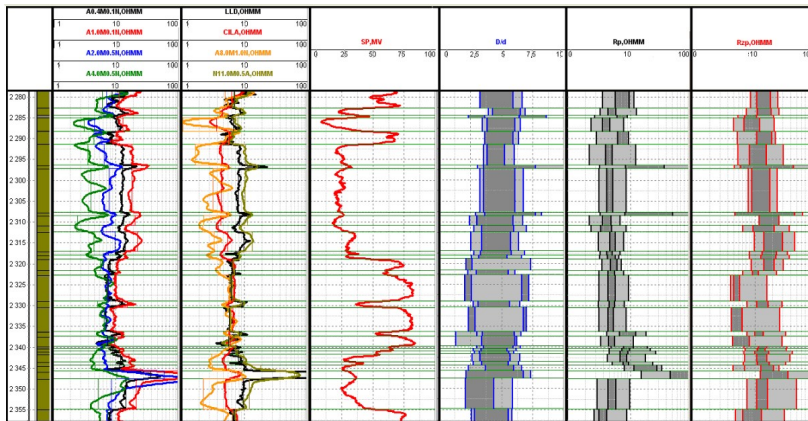 A0.4M0.1N,OHMM
1 10 100
A1.0M0.1N,OHMM
1 10 100
A2.0M0.5N,OHMM
1 10 100
A4.0M0.5N,OHMM
1 10 100
LLD,OHMM
1 10 100
CILA,OHMM
1 10 100
A8.0M1.0N,OHMM
1 10 100
N11.0M0.5A,OHMM
1 10 100
SP,MV
0 25 50 75 100
D/d
0 2,5 5 7,5 10
Rp,OHMM
1 10 100
Rzp,OHMM
1 10 100
2 280
2 285
2 290
2 295
2 300
2 305
2 310
2 315
2 320
2 330
2 335
2 340
2 345
2 355